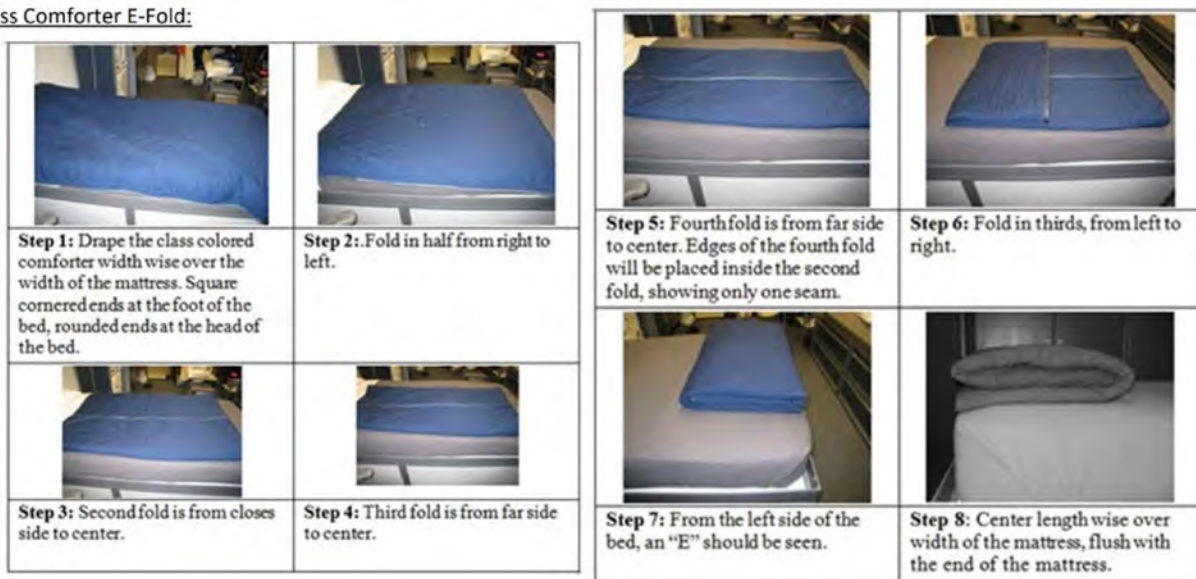 ss Comforter E-Fold:
Step 1: Drape the class colored
comforter width wise over the
width of the mattress. Square
cornered ends at the foot of the
bed, rounded ends at the head of
the bed.
Step 2:.Fold in half from right to
left.
Step 3: Second fold is from closes
side to center.
Step 4: Third fold is from far side
to center.
Step 5: Fourth fold is from far side
to center. Edges of the fourth fold
will be placed inside the second
fold, showing only one seam.
Step 6: Fold in thirds, from left to
right.
Step 7: From the left side of the
bed, an “E” should be seen.
Step 8: Center length wise over
width of the mattress, flush with
the end of the mattress.